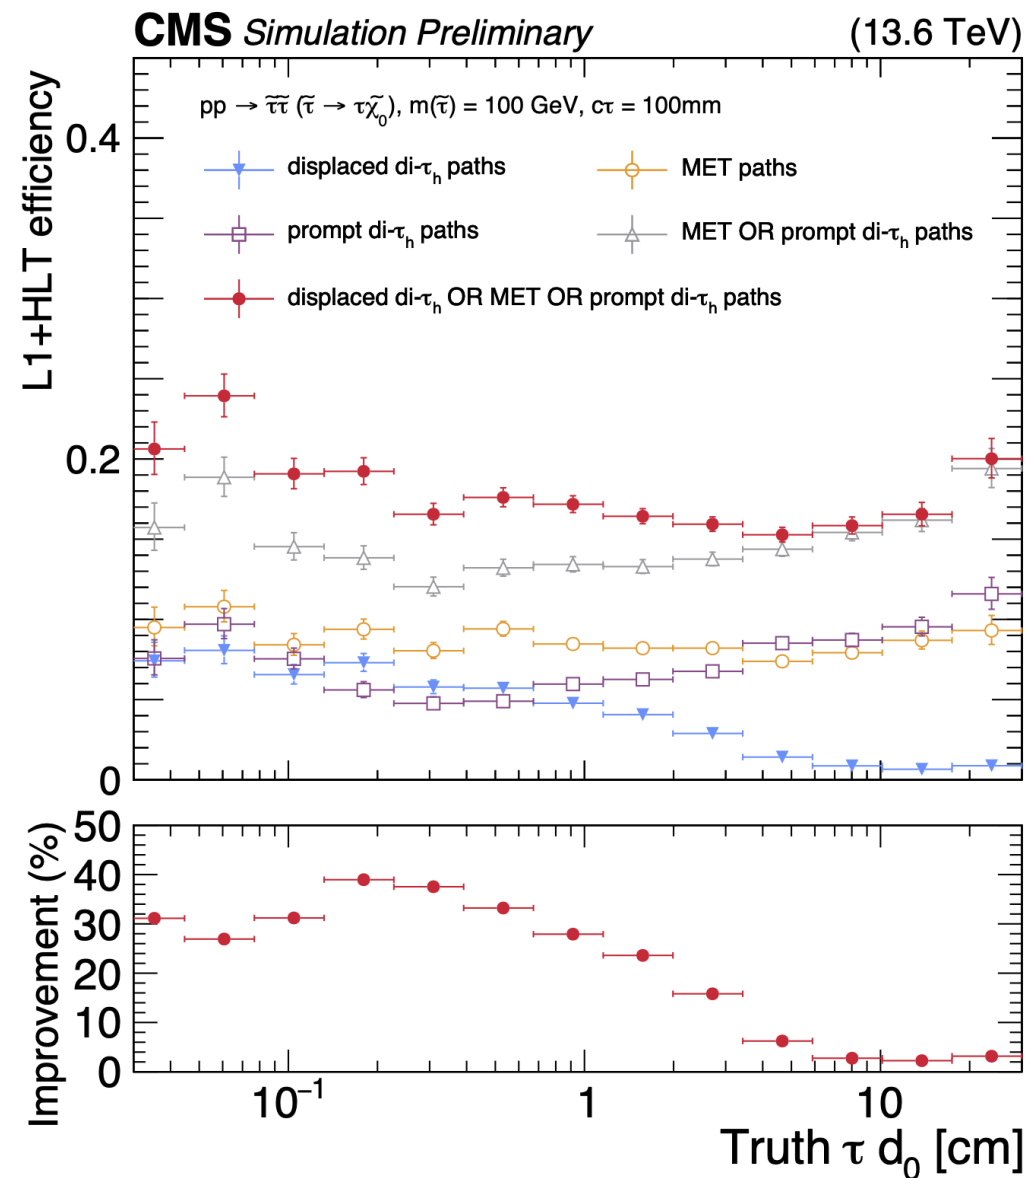 CMS Simulation Preliminary (13.6 TeV)
pp → τ̃τ̃ (τ̃ → τχ̃₀), m(τ̃) = 100 GeV, cτ = 100mm
displaced di-τₕ paths
MET paths
prompt di-τₕ paths
MET OR prompt di-τₕ paths
displaced di-τₕ OR MET OR prompt di-τₕ paths
L1+HLT efficiency
0.4
0.2
0
Improvement (%)
50
40
30
20
10
0
10⁻¹
1
10
Truth τ d₀ [cm]